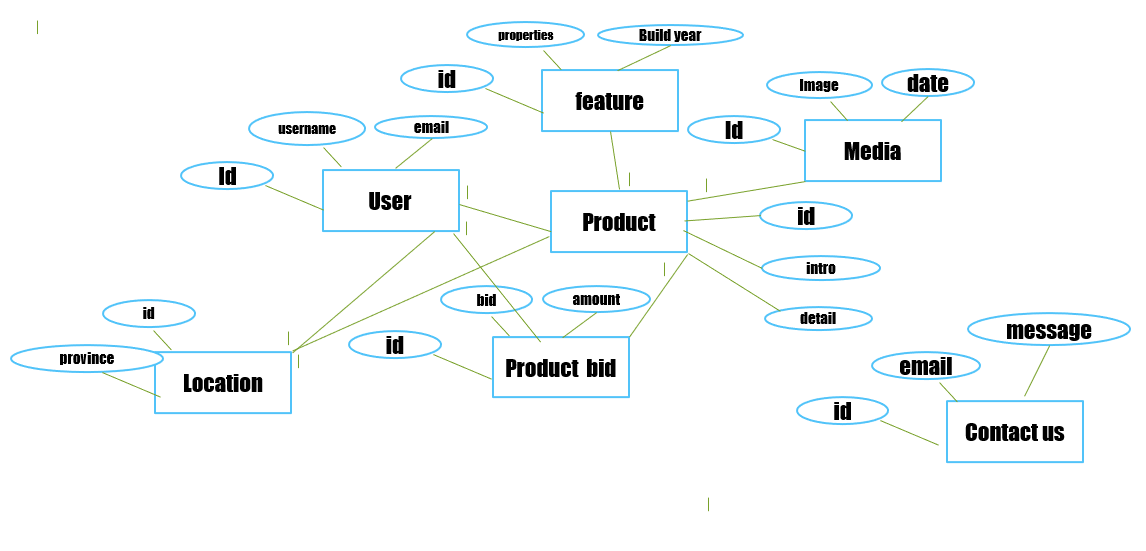 properties
Build year
id
feature
Image
date
Id
Media
username
email
Id
User
Product
id
intro
detail
bid
amount
id
Product bid
id
province
Location
message
email
id
Contact us